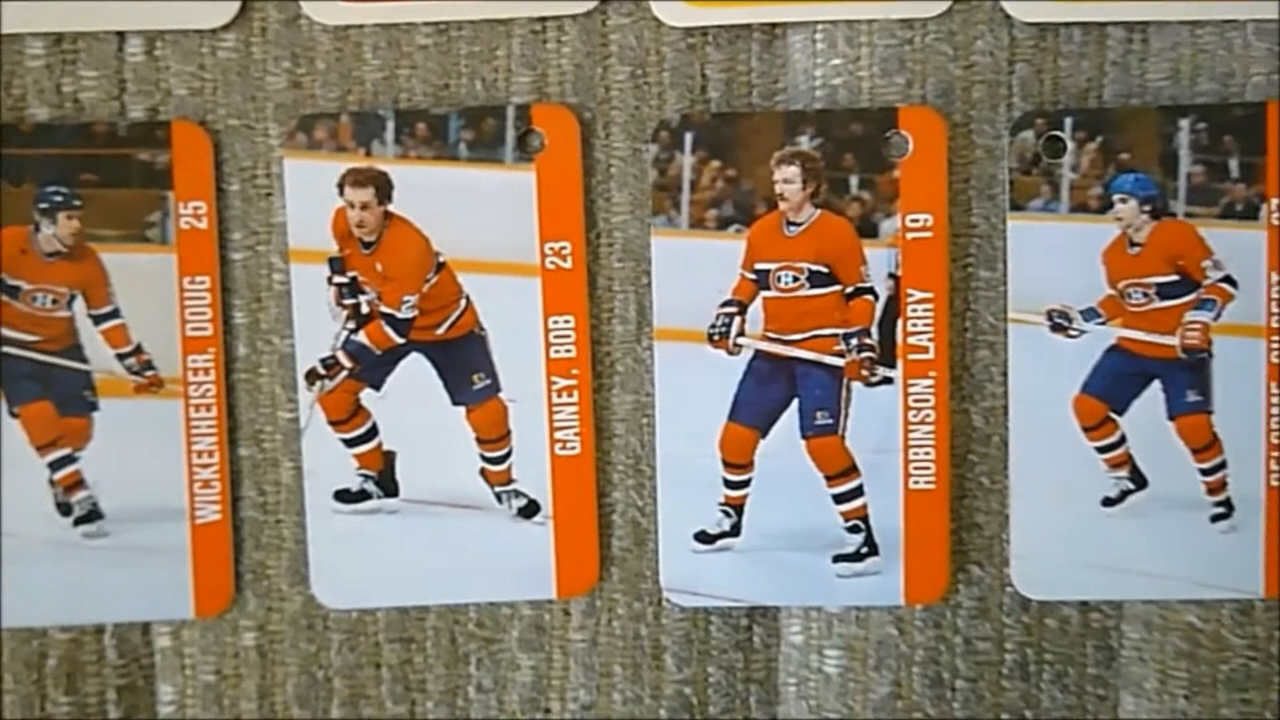 WICKENHEISER, DOUG 25
GAINEY, BOB 23
ROBINSON, LARRY 19